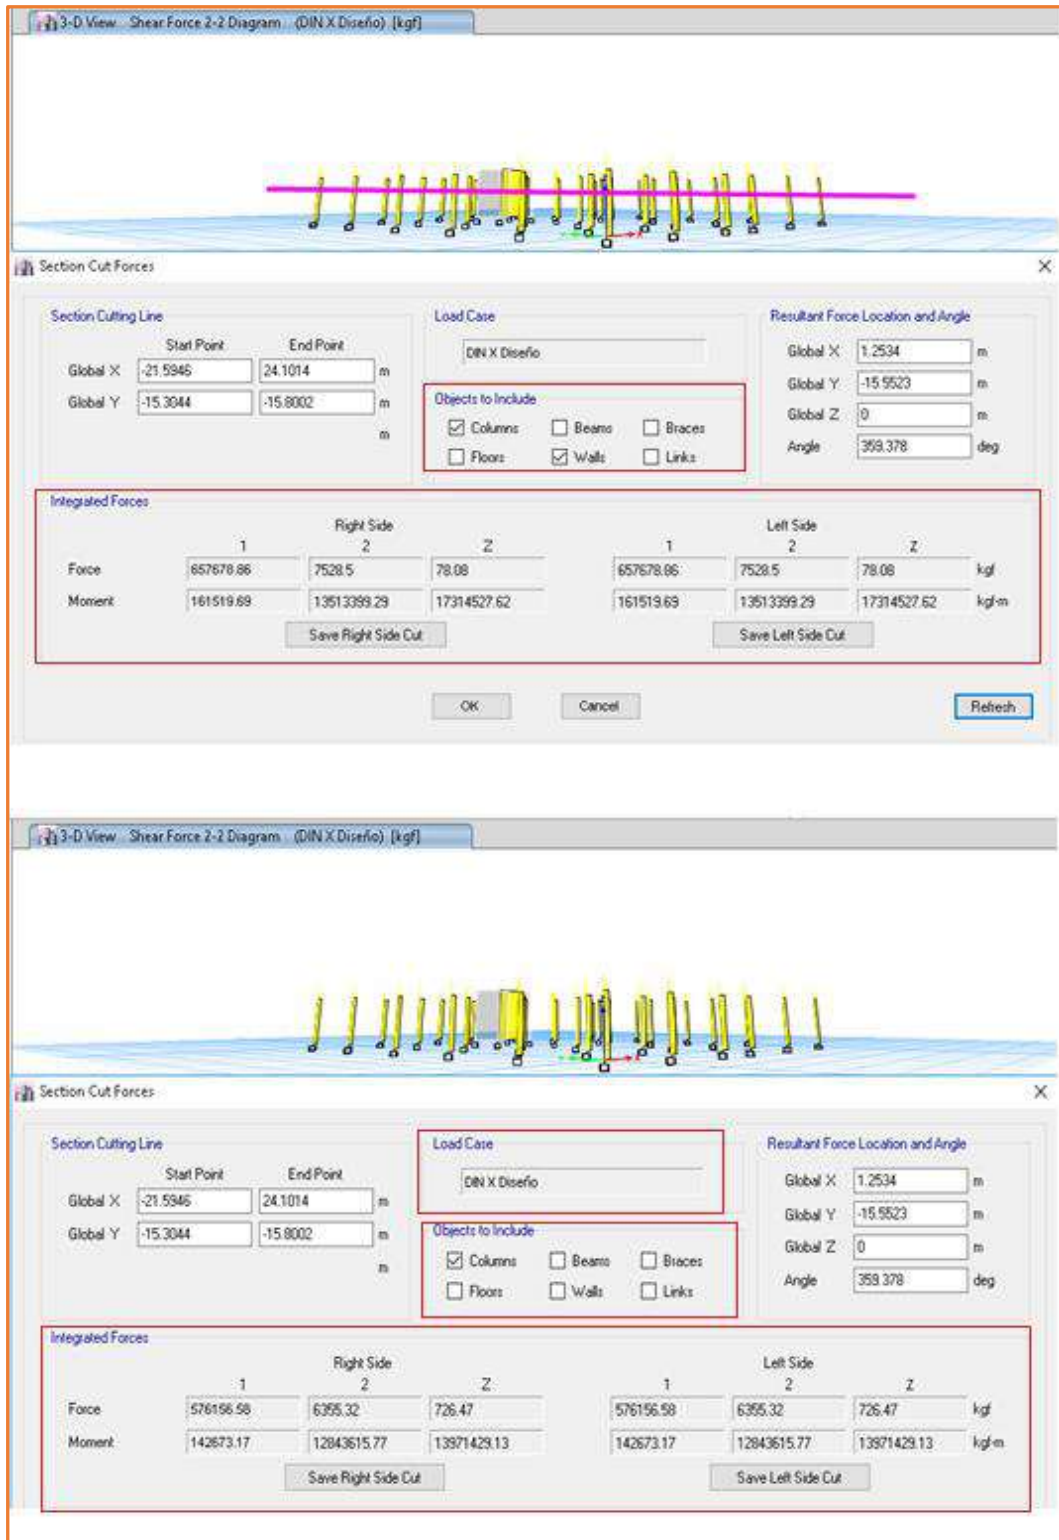 3-D View Shear Force 2-2 Diagram (DIN X Diseño) [kgf]
Section Cut Forces
Section Cutting Line
Start Point End Point
Global X -21.5946 24.1014 m
Global Y -15.3044 -15.8002 m
m
Load Case
DIN X Diseño
Objects to Include
Columns Beams Braces
Floors Walls Links
Resultant Force Location and Angle
Global X 1.2534 m
Global Y -15.5523 m
Global Z 0 m
Angle 359.378 deg
Integrated Forces
Right Side Left Side
1 2 Z 1 2 Z
Force 657678.86 7528.5 78.08 657678.86 7528.5 78.08 kgf
Moment 161519.69 13513399.29 17314527.62 161519.69 13513399.29 17314527.62 kgf-m
Save Right Side Cut Save Left Side Cut
OK Cancel Refresh
3-D View Shear Force 2-2 Diagram (DIN X Diseño) [kgf]
Section Cut Forces
Section Cutting Line
Start Point End Point
Global X -21.5946 24.1014 m
Global Y -15.3044 -15.8002 m
m
Load Case
DIN X Diseño
Objects to Include
Columns Beams Braces
Floors Walls Links
Resultant Force Location and Angle
Global X 1.2534 m
Global Y -15.5523 m
Global Z 0 m
Angle 359.378 deg
Integrated Forces
Right Side Left Side
1 2 Z 1 2 Z
Force 576156.58 6355.32 726.47 576156.58 6355.32 726.47 kgf
Moment 142673.17 12843615.77 13971429.13 142673.17 12843615.77 13971429.13 kgf-m
Save Right Side Cut Save Left Side Cut